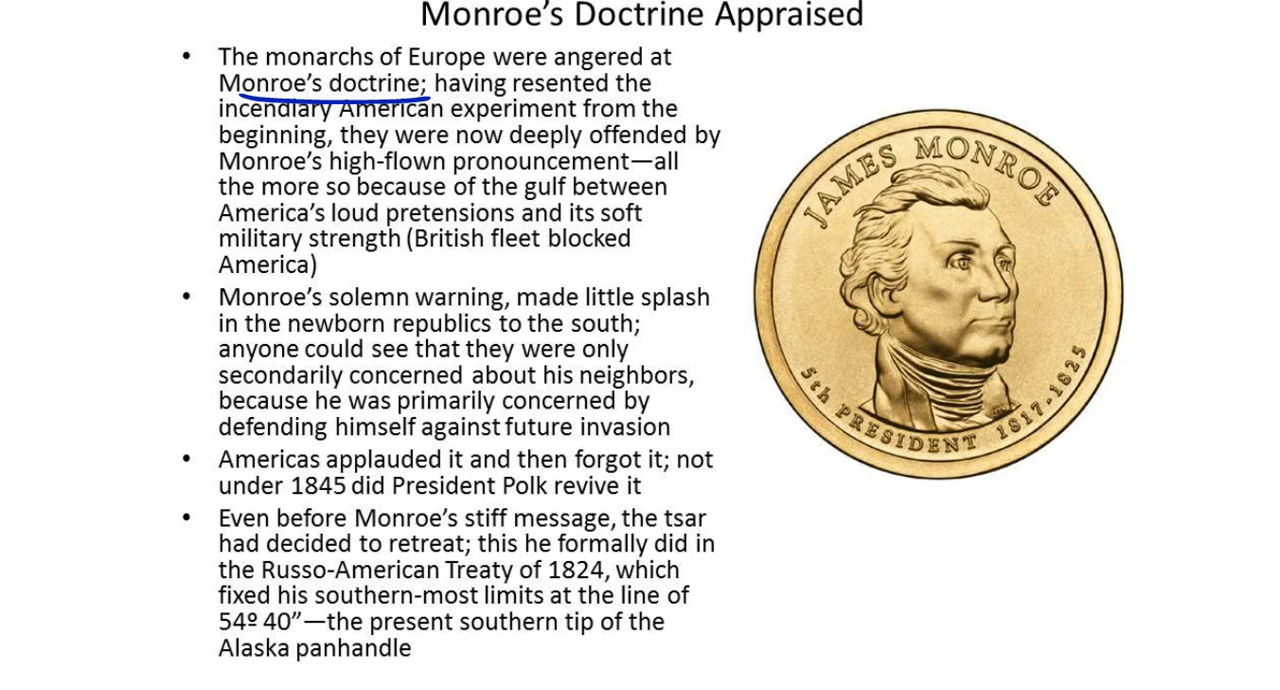 Monroe's Doctrine Appraised
• The monarchs of Europe were angered at
Monroe's doctrine; having resented the
incendiary American experiment from the
beginning, they were now deeply offended by
Monroe's high-flown pronouncement—all
the more so because of the gulf between
America's loud pretensions and its soft
military strength (British fleet blocked
America)
• Monroe's solemn warning, made little splash
in the newborn republics to the south;
anyone could see that they were only
secondarily concerned about his neighbors,
because he was primarily concerned by
defending himself against future invasion
• Americas applauded it and then forgot it; not
under 1845 did President Polk revive it
• Even before Monroe's stiff message, the tsar
had decided to retreat; this he formally did in
the Russo-American Treaty of 1824, which
fixed his southern-most limits at the line of
54º 40”—the present southern tip of the
Alaska panhandle
JAMES MONROE
5th PRESIDENT 1817-1825